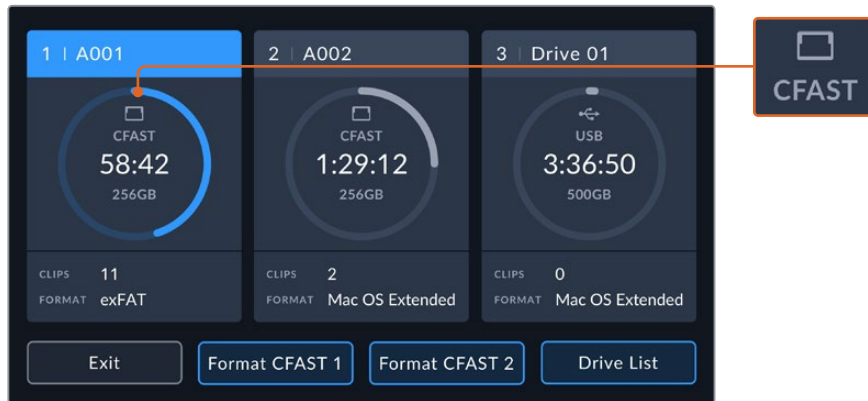 1 | A001
CFAST
58:42
256GB
CLIPS 11
FORMAT exFAT
2 | A002
CFAST
1:29:12
256GB
CLIPS 2
FORMAT Mac OS Extended
3 | Drive 01
USB
3:36:50
500GB
CLIPS 0
FORMAT Mac OS Extended
Exit
Format CFAST 1
Format CFAST 2
Drive List
CFAST